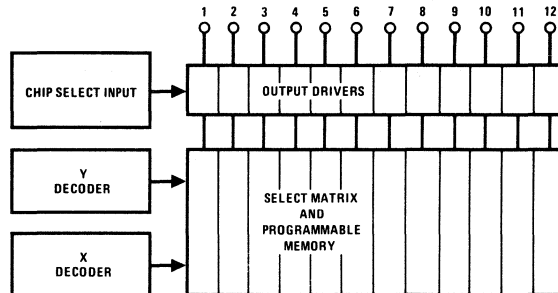 1 2 3 4 5 6 7 8 9 10 11 12
CHIP SELECT INPUT
OUTPUT DRIVERS
Y
DECODER
SELECT MATRIX
AND
PROGRAMMABLE
MEMORY
X
DECODER